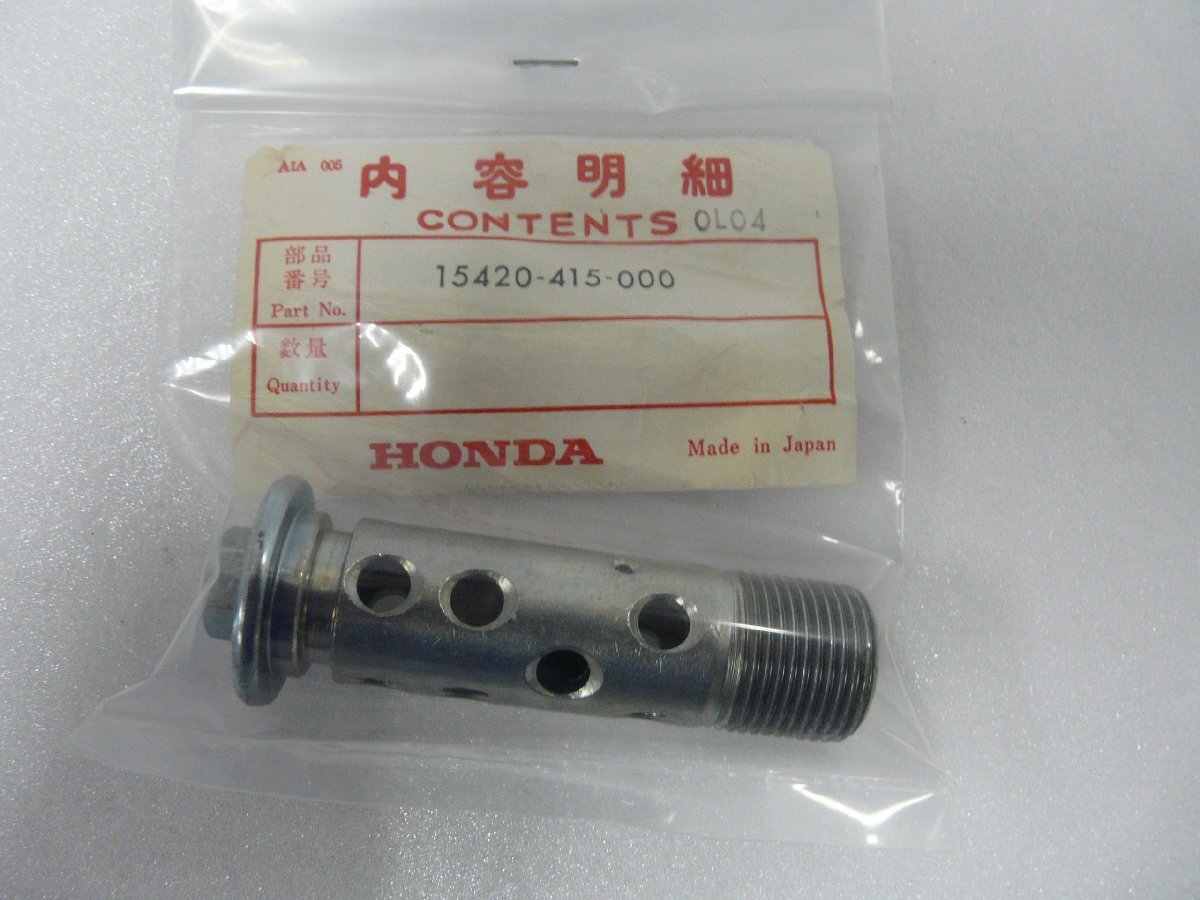 AIA 005
内容明細
CONTENTS OL04
部品
番号
Part No.
15420-415-000
数量
Quantity
HONDA
Made in Japan